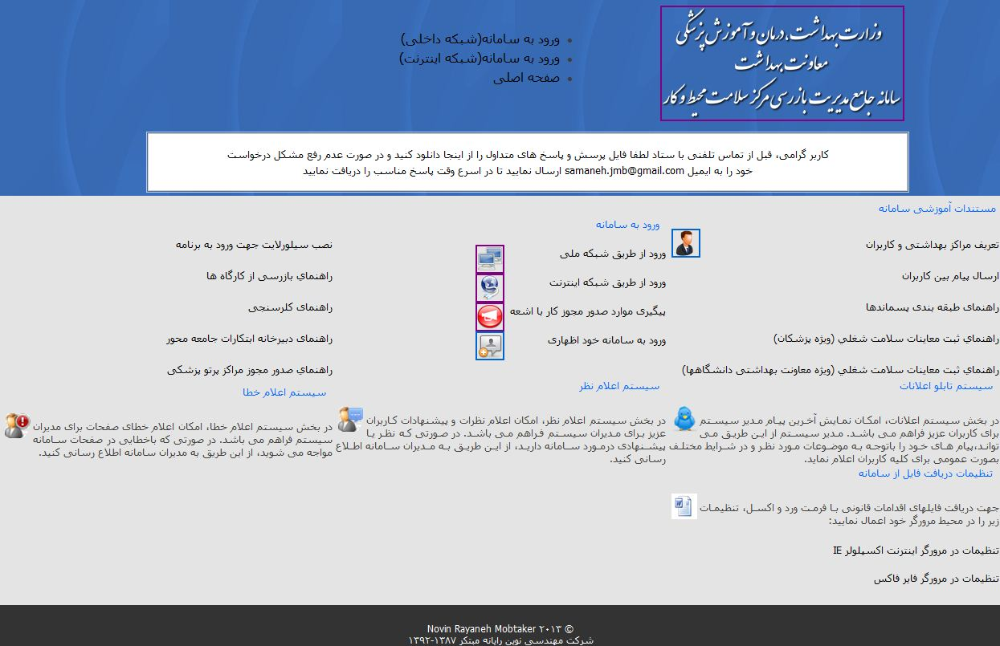 وزارت بهداشت، درمان و آموزش پزشکی
معاونت بهداشت
سامانه جامع مدیریت بازرسی مرکز سلامت محیط و کار
ورود به سامانه(شبکه داخلی)
ورود به سامانه(شبکه اینترنت)
صفحه اصلی
کاربر گرامی، قبل از تماس تلفنی با ستاد لطفا فایل پرسش و پاسخ های متداول را از اینجا دانلود کنید و در صورت عدم رفع مشکل درخواست
خود را به ایمیل samaneh.jmb@gmail.com ارسال نمایید تا در اسرع وقت پاسخ مناسب را دریافت نمایید
مستندات آموزشی سامانه
تعریف مراکز بهداشتی و کاربران
ارسال پیام بین کاربران
راهنمای طبقه بندی پسماندها
راهنماي ثبت معاینات سلامت شغلي (ویژه پزشکان)
راهنماي ثبت معاینات سلامت شغلي (ویژه معاونت بهداشتی دانشگاهها)
ورود به سامانه
ورود از طریق شبکه ملی
ورود از طریق شبکه اینترنت
پیگیری موارد صدور مجوز کار با اشعه
ورود به سامانه خود اظهاری
نصب سیلورلایت جهت ورود به برنامه
راهنماي بازرسی از کارگاه ها
راهنمای کلرسنجی
راهنمای دبیرخانه ابتکارات جامعه محور
راهنماي صدور مجوز مراکز پرتو پزشکی
سیستم تابلو اعلانات
در بخش سیستم اعلانات، امکان نمایش آخرین پیام مدیر سیستم
برای کاربران عزیز فراهم می باشد. مدیر سیستم از این طریق می
تواند،پیام های خود را باتوجه به موضوعات مورد نظر و در شرایط مختلف
بصورت عمومی برای کلیه کاربران اعلام نماید.
سیستم اعلام نظر
در بخش سیستم اعلام نظر، امکان اعلام نظرات و پیشنهادات کاربران
عزیز برای مدیران سیستم فراهم می باشد. در صورتی که نظر یا
پیشنهادی درمورد سامانه دارید، از این طریق به مدیران سامانه اطلاع
رسانی کنید.
سیستم اعلام خطا
در بخش سیستم اعلام خطا، امکان اعلام خطای صفحات برای مدیران
سیستم فراهم می باشد. در صورتی که باخطایی در صفحات سامانه
مواجه می شوید، از این طریق به مدیران سامانه اطلاع رسانی کنید.
تنظیمات دریافت فایل از سامانه
جهت دریافت فایلهای اقدامات قانونی با فرمت ورد و اکسل، تنظیمات
زیر را در محیط مرورگر خود اعمال نمایید:
تنظیمات در مرورگر اینترنت اکسپلولر IE
تنظیمات در مرورگر فایر فاکس
Novin Rayaneh Mobtaker ۲۰۱۳ ©
شرکت مهندسی نوین رایانه مبتکر ۱۳۸۷-۱۳۹۲